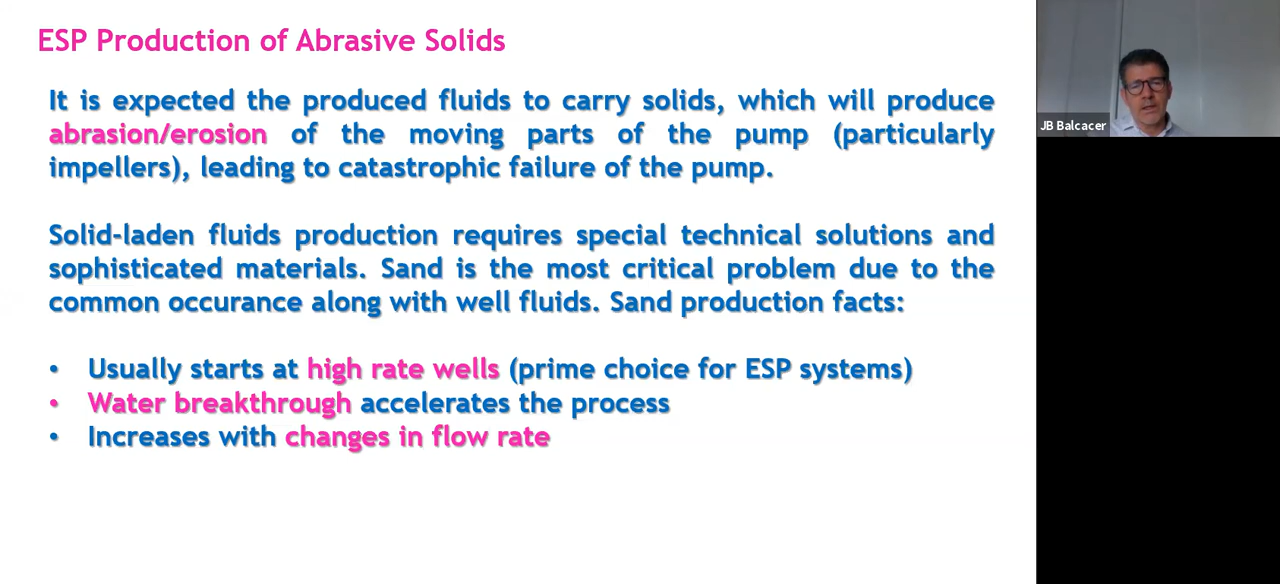 ESP Production of Abrasive Solids
It is expected the produced fluids to carry solids, which will produce
abrasion/erosion of the moving parts of the pump (particularly
impellers), leading to catastrophic failure of the pump.
Solid-laden fluids production requires special technical solutions and
sophisticated materials. Sand is the most critical problem due to the
common occurance along with well fluids. Sand production facts:
• Usually starts at high rate wells (prime choice for ESP systems)
• Water breakthrough accelerates the process
• Increases with changes in flow rate
JB Balcacer